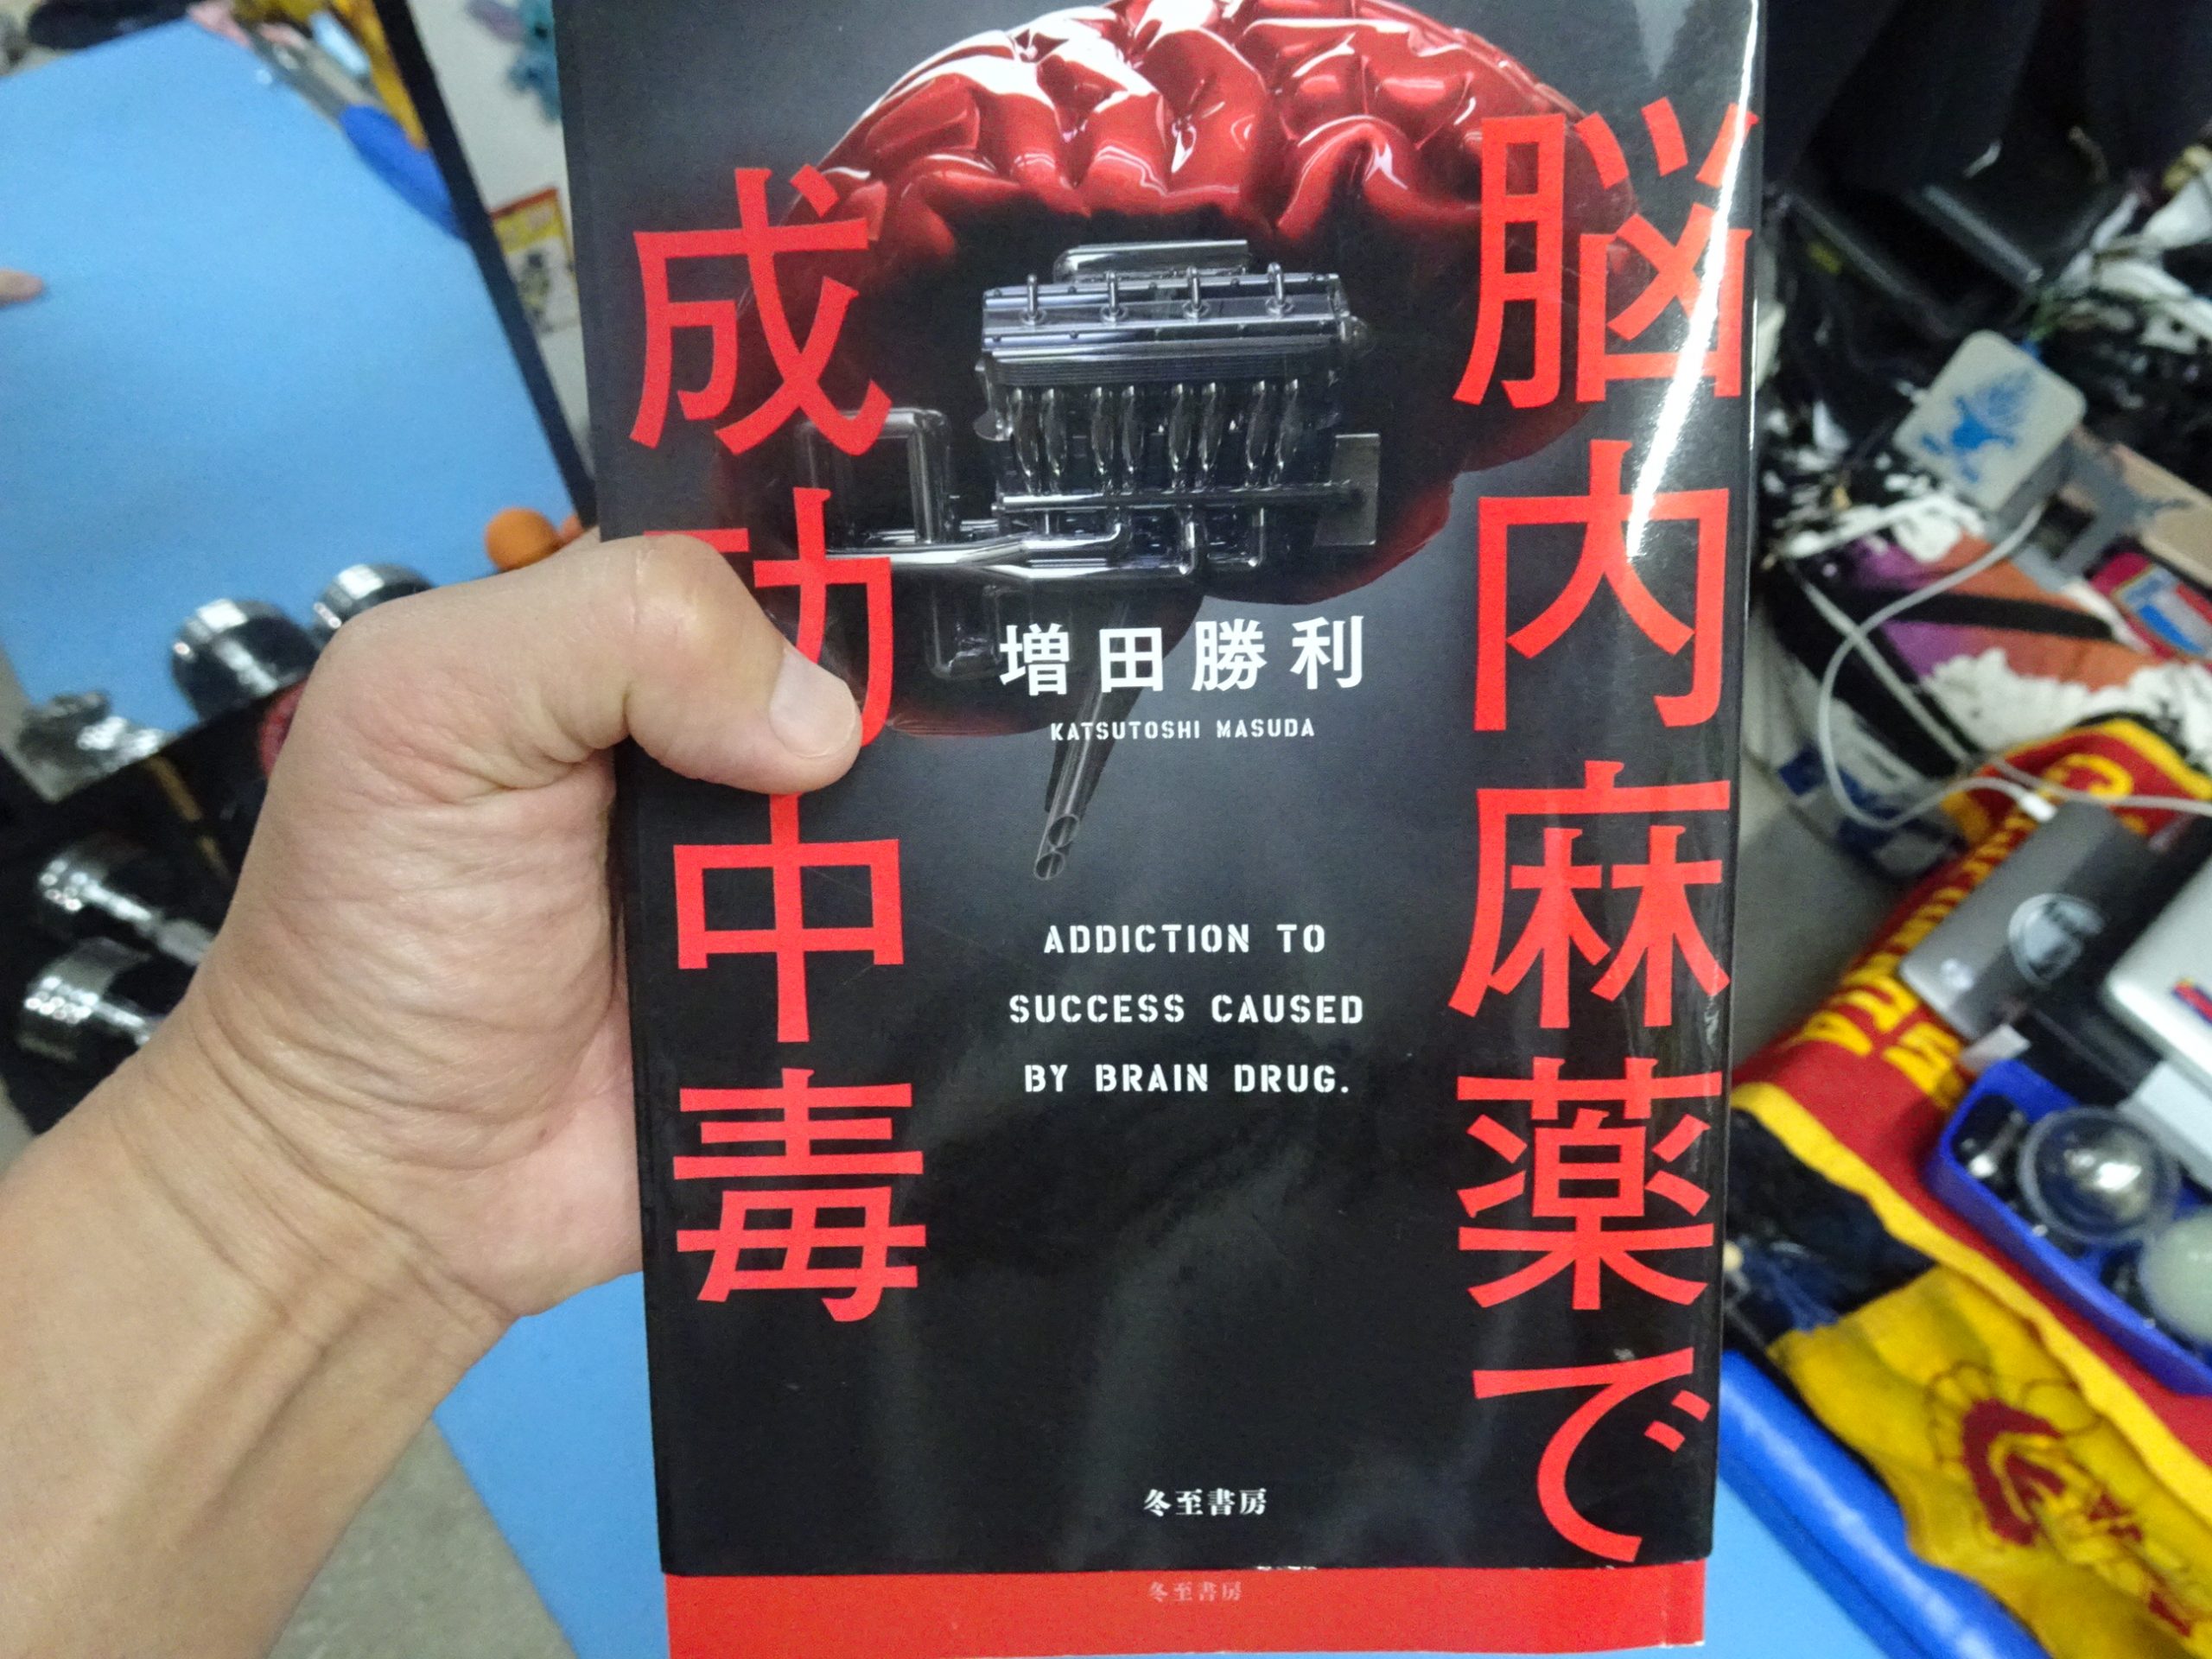 脳内麻薬で
成功中毒
増田勝利
KATSUTOSHI MASUDA
ADDICTION TO
SUCCESS CAUSED
BY BRAIN DRUG.
冬至書房
冬至書房